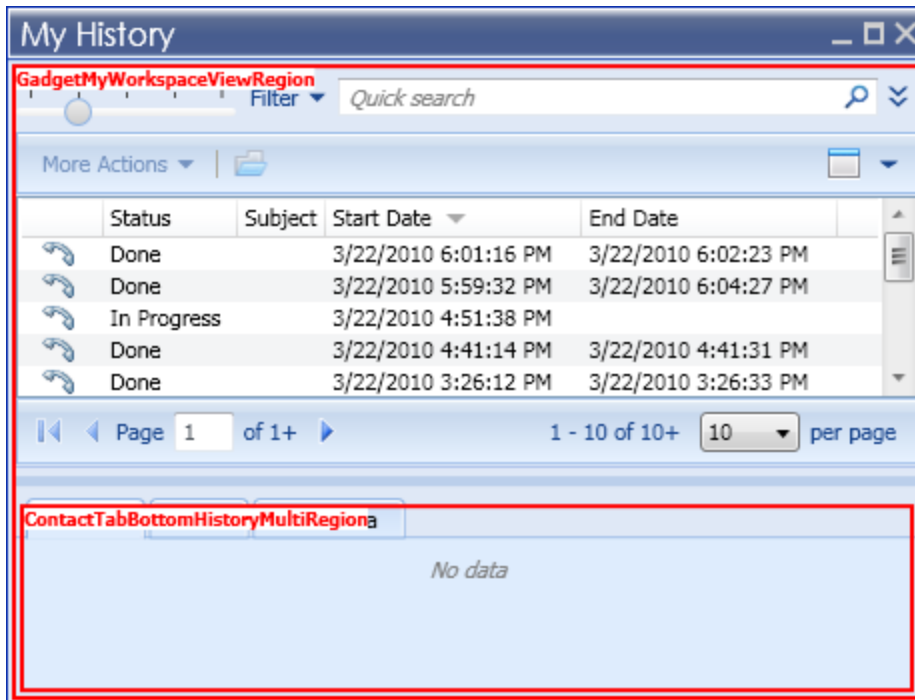 My History
GadgetMyWorkspaceViewRegion
Filter Quick search
More Actions
Status Subject Start Date End Date
Done 3/22/2010 6:01:16 PM 3/22/2010 6:02:23 PM
Done 3/22/2010 5:59:32 PM 3/22/2010 6:04:27 PM
In Progress 3/22/2010 4:51:38 PM
Done 3/22/2010 4:41:14 PM 3/22/2010 4:41:31 PM
Done 3/22/2010 3:26:12 PM 3/22/2010 3:26:33 PM
Page 1 of 1+ 1 - 10 of 10+ 10 per page
ContactTabBottomHistoryMultiRegion
No data